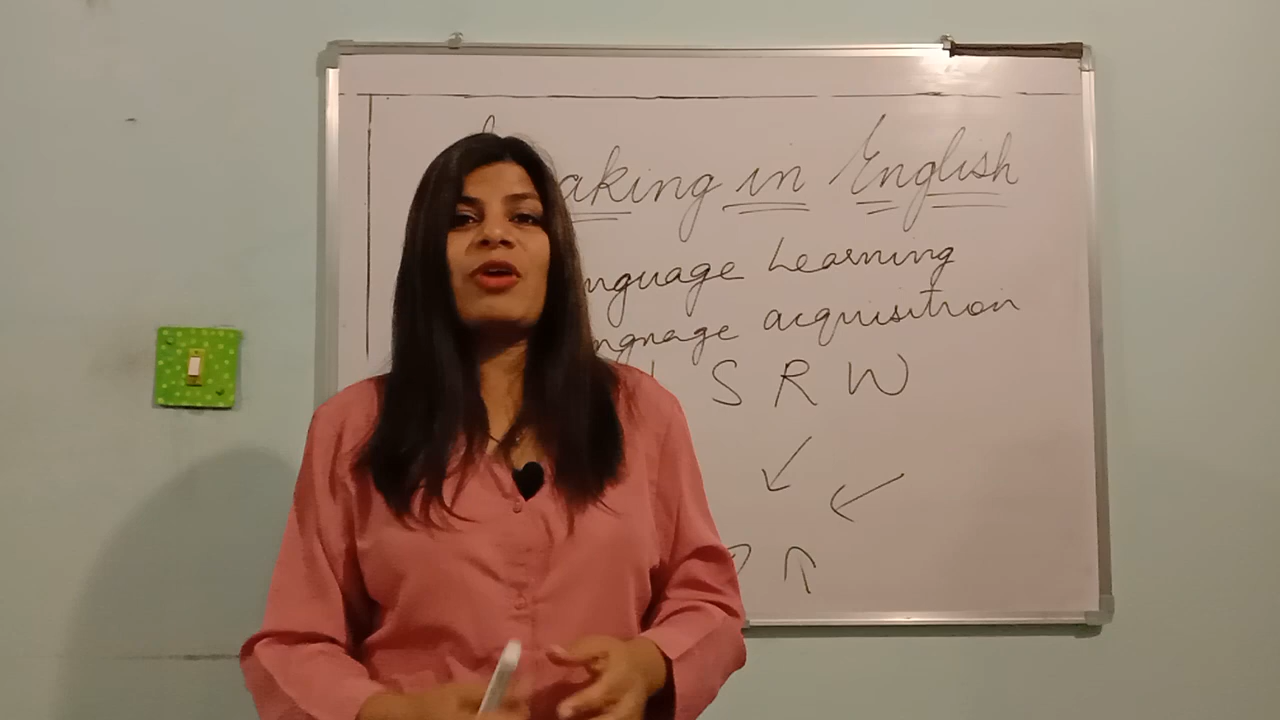 aking in English
nguage Learning
nguage acquisition
S R W